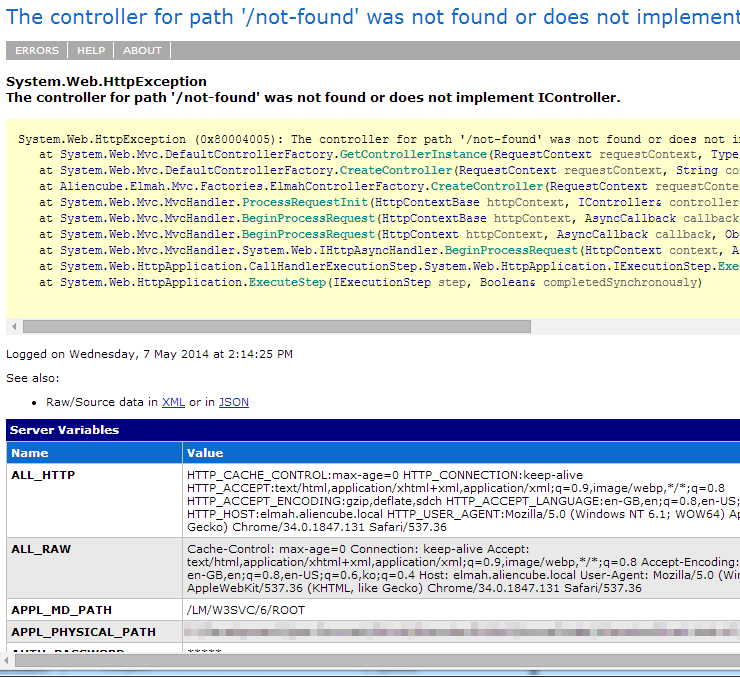 The controller for path '/not-found' was not found or does not implement
ERRORS HELP ABOUT
System.Web.HttpException
The controller for path '/not-found' was not found or does not implement IController.
System.Web.HttpException (0x80004005): The controller for path '/not-found' was not found or does not
at System.Web.Mvc.DefaultControllerFactory.GetControllerInstance(RequestContext requestContext, Type
at System.Web.Mvc.DefaultControllerFactory.CreateController(RequestContext requestContext, String
at Aliencube.Elmah.Mvc.Factories.ElmahControllerFactory.CreateController(RequestContext
at System.Web.Mvc.MvcHandler.ProcessRequestInit(HttpContextBase httpContext, IController& controller
at System.Web.Mvc.MvcHandler.BeginProcessRequest(HttpContextBase httpContext, AsyncCallback callback
at System.Web.Mvc.MvcHandler.BeginProcessRequest(HttpContext httpContext, AsyncCallback callback, Ob
at System.Web.Mvc.MvcHandler.System.Web.IHttpAsyncHandler.BeginProcessRequest(HttpContext context, A
at System.Web.HttpApplication.CallHandlerExecutionStep.System.Web.HttpApplication.IExecutionStep.Exe
at System.Web.HttpApplication.ExecuteStep(IExecutionStep step, Boolean& completedSynchronously)
Logged on Wednesday, 7 May 2014 at 2:14:25 PM
See also:
• Raw/Source data in XML or in JSON
Server Variables
Name Value
ALL_HTTP HTTP_CACHE_CONTROL:max-age=0 HTTP_CONNECTION:keep-alive
HTTP_ACCEPT:text/html,application/xhtml+xml,application/xml;q=0.9,image/webp,*/*;q=0.8
HTTP_ACCEPT_ENCODING:gzip,deflate,sdch HTTP_ACCEPT_LANGUAGE:en-GB,en;q=0.8,en-US;
HTTP_HOST:elmah.aliencube.local HTTP_USER_AGENT:Mozilla/5.0 (Windows NT 6.1; WOW64) Ap
Gecko) Chrome/34.0.1847.131 Safari/537.36
ALL_RAW Cache-Control: max-age=0 Connection: keep-alive Accept:
text/html,application/xhtml+xml,application/xml;q=0.9,image/webp,*/*;q=0.8 Accept-Encoding:
en-GB,en;q=0.8,en-US;q=0.6,ko;q=0.4 Host: elmah.aliencube.local User-Agent: Mozilla/5.0 (Win
AppleWebKit/537.36 (KHTML, like Gecko) Chrome/34.0.1847.131 Safari/537.36
APPL_MD_PATH /LM/W3SVC/6/ROOT
APPL_PHYSICAL_PATH
AUTH_PASSWORD *****